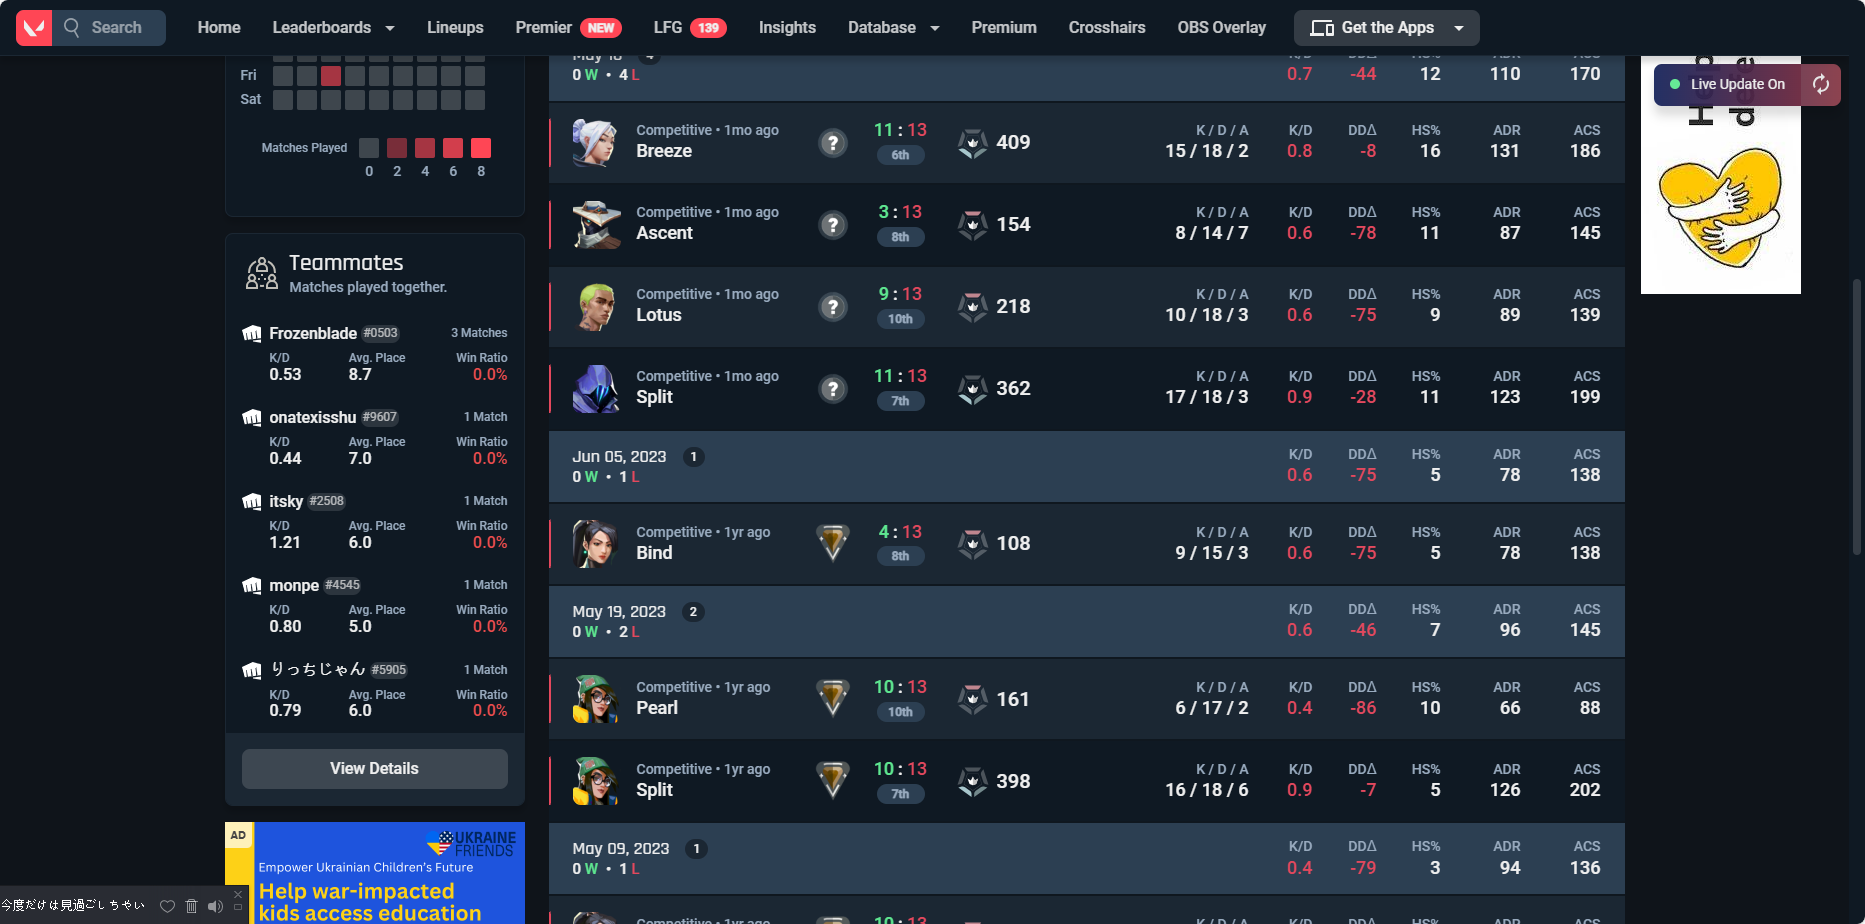 Search
Home
Leaderboards
Lineups
Premier NEW
LFG 139
Insights
Database
Premium
Crosshairs
OBS Overlay
Get the Apps
Fri
Sat
Matches Played
0 2 4 6 8
Teammates
Matches played together.
Frozenblade #0503 3 Matches
K/D Avg. Place Win Ratio
0.53 8.7 0.0%
onatexisshu #9607 1 Match
K/D Avg. Place Win Ratio
0.44 7.0 0.0%
itsky #2508 1 Match
K/D Avg. Place Win Ratio
1.21 6.0 0.0%
monpe #4545 1 Match
K/D Avg. Place Win Ratio
0.80 5.0 0.0%
りっちじゃん #5905 1 Match
K/D Avg. Place Win Ratio
0.79 6.0 0.0%
View Details
AD
UKRAINE
FRIENDS
Empower Ukrainian Children's Future
Help war-impacted
kids access education
今度だけは見過ごしちゃい
0 W • 4 L 0.7 -44 12 110 170
Competitive • 1mo ago 11 : 13 K / D / A K/D DDΔ HS% ADR ACS
Breeze ? 6th 409 15 / 18 / 2 0.8 -8 16 131 186
Competitive • 1mo ago 3 : 13 K / D / A K/D DDΔ HS% ADR ACS
Ascent ? 8th 154 8 / 14 / 7 0.6 -78 11 87 145
Competitive • 1mo ago 9 : 13 K / D / A K/D DDΔ HS% ADR ACS
Lotus ? 10th 218 10 / 18 / 3 0.6 -75 9 89 139
Competitive • 1mo ago 11 : 13 K / D / A K/D DDΔ HS% ADR ACS
Split ? 7th 362 17 / 18 / 3 0.9 -28 11 123 199
Jun 05, 2023 1 K/D DDΔ HS% ADR ACS
0 W • 1 L 0.6 -75 5 78 138
Competitive • 1yr ago 4 : 13 K / D / A K/D DDΔ HS% ADR ACS
Bind 8th 108 9 / 15 / 3 0.6 -75 5 78 138
May 19, 2023 2 K/D DDΔ HS% ADR ACS
0 W • 2 L 0.6 -46 7 96 145
Competitive • 1yr ago 10 : 13 K / D / A K/D DDΔ HS% ADR ACS
Pearl 10th 161 6 / 17 / 2 0.4 -86 10 66 88
Competitive • 1yr ago 10 : 13 K / D / A K/D DDΔ HS% ADR ACS
Split 7th 398 16 / 18 / 6 0.9 -7 5 126 202
May 09, 2023 1 K/D DDΔ HS% ADR ACS
0 W • 1 L 0.4 -79 3 94 136
Competitive • 1yr ago 10 : 13 K / D / A K/D DDΔ HS% ADR ACS
Live Update On